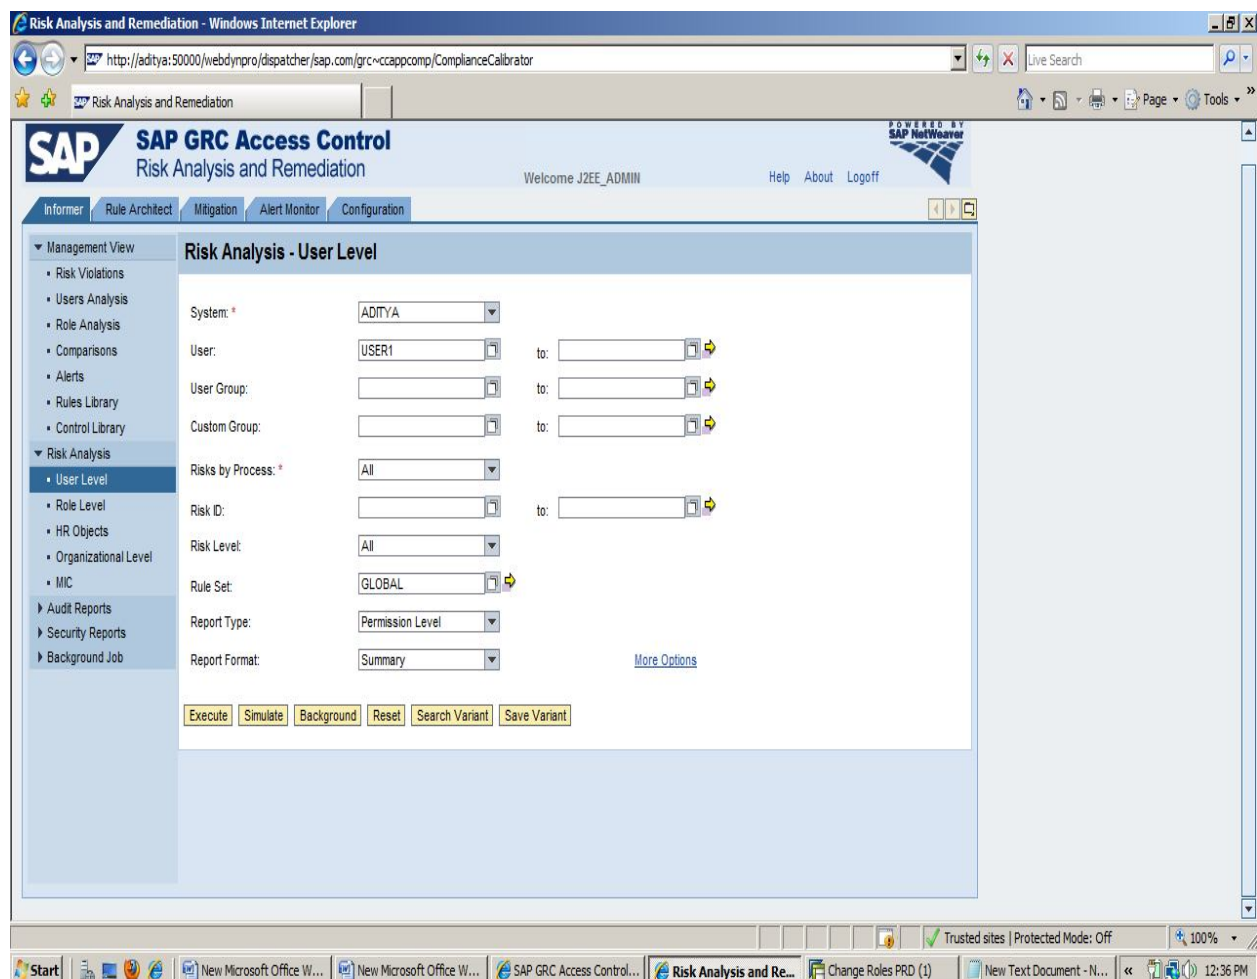 Risk Analysis and Remediation - Windows Internet Explorer
http://aditya:50000/webdynpro/dispatcher/sap.com/grc~ccappcomp/ComplianceCalibrator
Live Search
Risk Analysis and Remediation
Page
Tools
SAP
SAP GRC Access Control
Risk Analysis and Remediation
Welcome J2EE_ADMIN
Help About Logoff
POWERED BY
SAP NetWeaver
Informer Rule Architect Mitigation Alert Monitor Configuration
Management View
Risk Violations
Users Analysis
Role Analysis
Comparisons
Alerts
Rules Library
Control Library
Risk Analysis
User Level
Role Level
HR Objects
Organizational Level
MIC
Audit Reports
Security Reports
Background Job
Risk Analysis - User Level
System: * ADITYA
User: USER1 to:
User Group: to:
Custom Group: to:
Risks by Process: * All
Risk ID: to:
Risk Level: All
Rule Set: GLOBAL
Report Type: Permission Level
Report Format: Summary More Options
Execute Simulate Background Reset Search Variant Save Variant
Trusted sites | Protected Mode: Off 100%
Start New Microsoft Office W... New Microsoft Office W... SAP GRC Access Control... Risk Analysis and Re... Change Roles PRD (1) New Text Document - N... « 12:36 PM